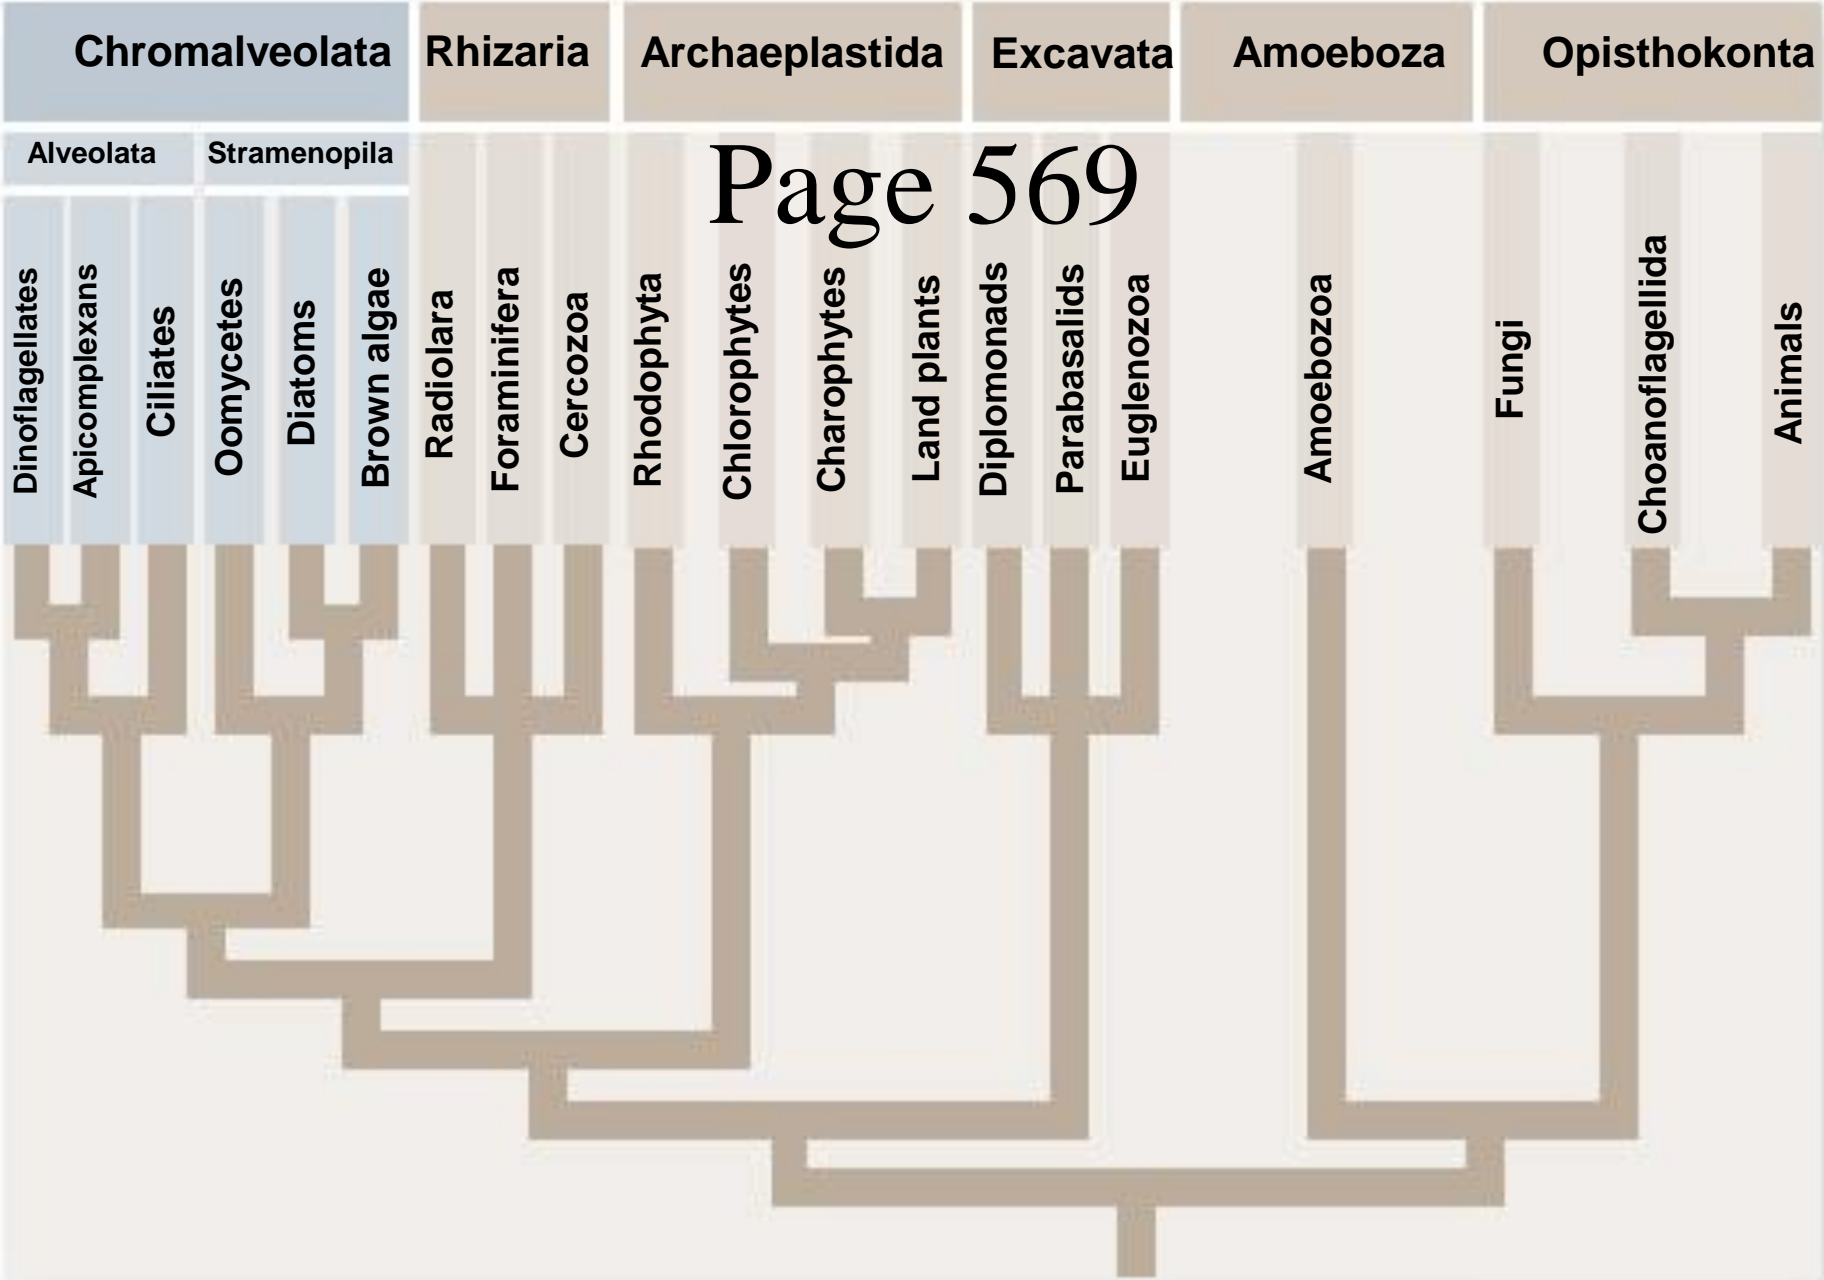 Chromalveolata
Rhizaria
Archaeplastida
Excavata
Amoeboza
Opisthokonta
Alveolata
Stramenopila
Page 569
Dinoflagellates
Apicomplexans
Ciliates
Oomycetes
Diatoms
Brown algae
Radiolara
Foraminifera
Cercozoa
Rhodophyta
Chlorophytes
Charophytes
Land plants
Diplomonads
Parabasalids
Euglenozoa
Amoebozoa
Fungi
Choanoflagellida
Animals